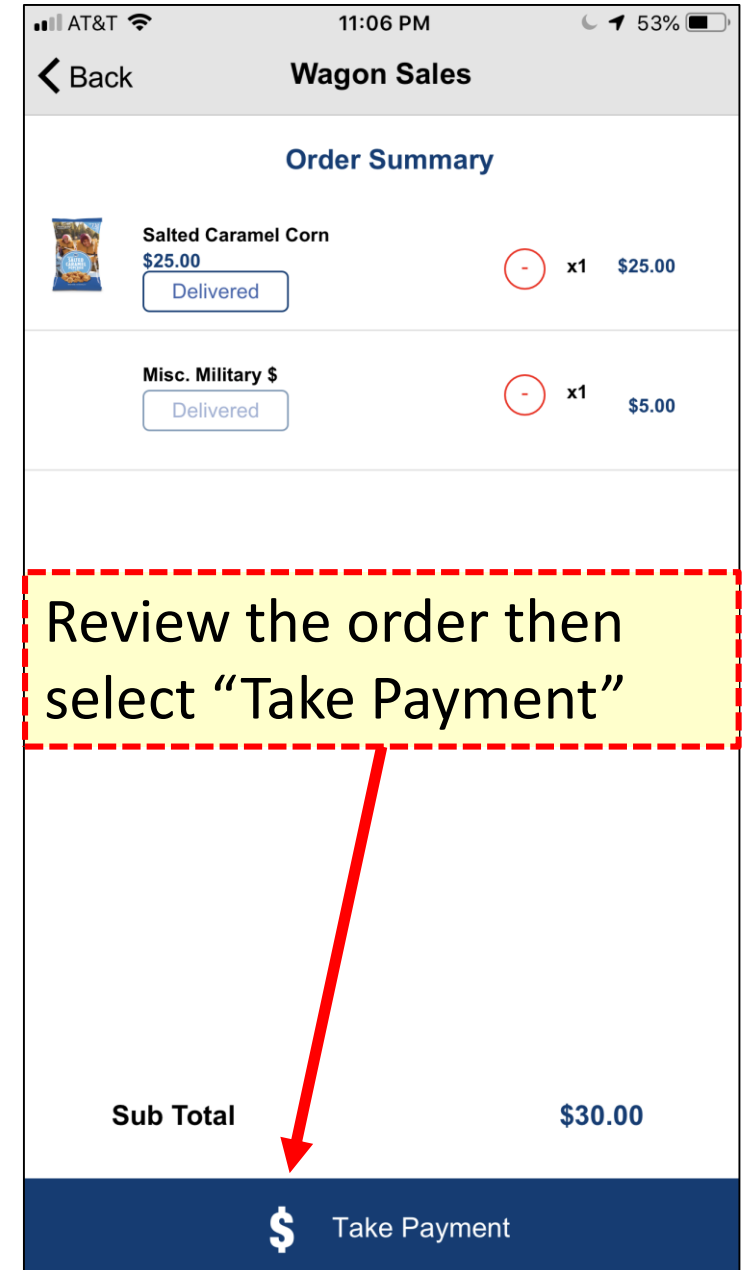 AT&T 11:06 PM 53%
Back Wagon Sales
Order Summary
Salted Caramel Corn
$25.00
- x1 $25.00
Delivered
Misc. Military $
- x1 $5.00
Delivered
Review the order then
select “Take Payment”
Sub Total $30.00
$ Take Payment